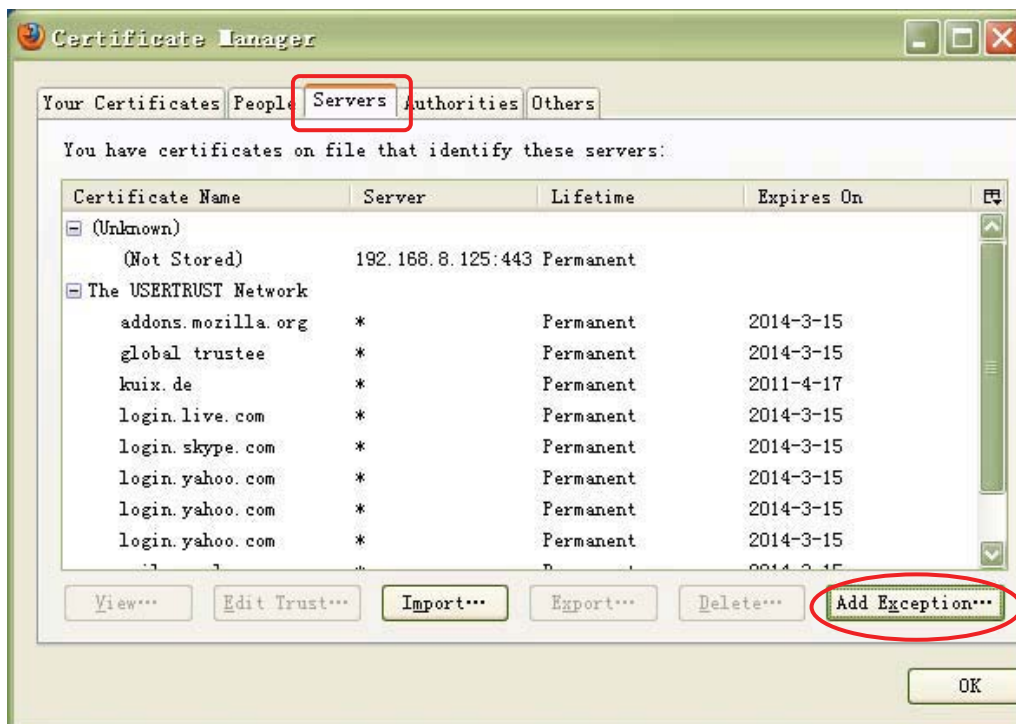 Certificate Manager
Your Certificates People Servers Authorities Others
You have certificates on file that identify these servers:
Certificate Name Server Lifetime Expires On
(Unknown)
(Not Stored) 192.168.8.125:443 Permanent
The USERTRUST Network
addons.mozilla.org * Permanent 2014-3-15
global trustee * Permanent 2014-3-15
kuix.de * Permanent 2011-4-17
login.live.com * Permanent 2014-3-15
login.skype.com * Permanent 2014-3-15
login.yahoo.com * Permanent 2014-3-15
login.yahoo.com * Permanent 2014-3-15
login.yahoo.com * Permanent 2014-3-15
View… Edit Trust… Import… Export… Delete… Add Exception…
OK